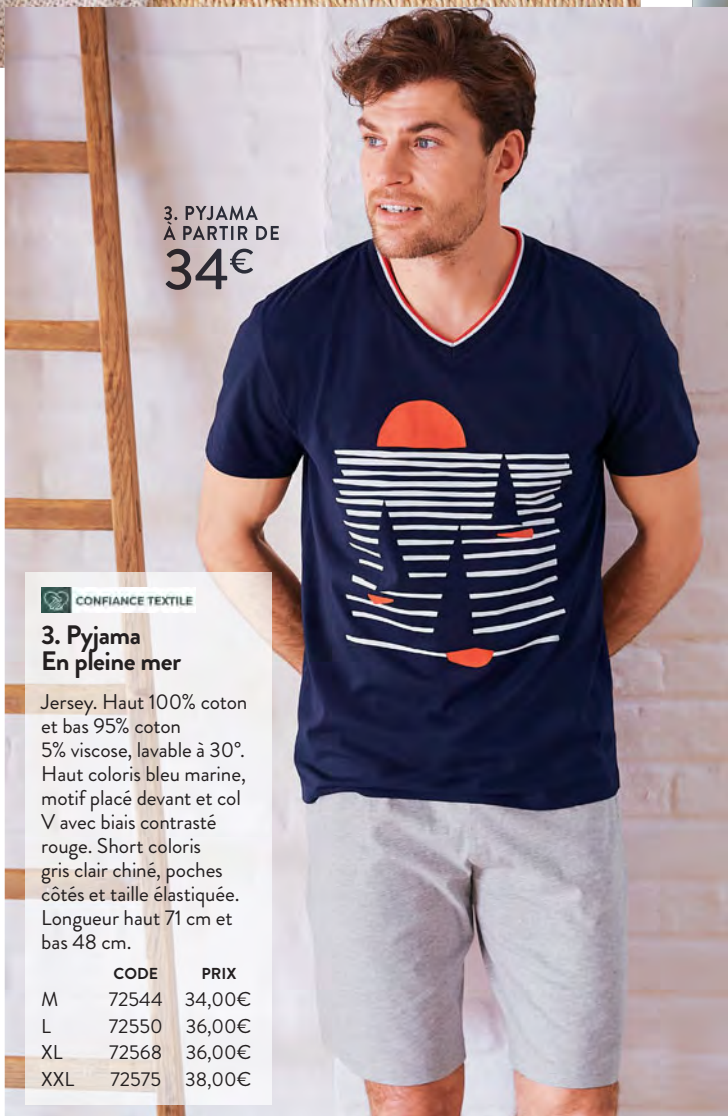 3. PYJAMA
À PARTIR DE
34€
CONFIANCE TEXTILE
3. Pyjama
En pleine mer
Jersey. Haut 100% coton
et bas 95% coton
5% viscose, lavable à 30°.
Haut coloris bleu marine,
motif placé devant et col
V avec biais contrasté
rouge. Short coloris
gris clair chiné, poches
côtés et taille élastiquée.
Longueur haut 71 cm et
bas 48 cm.
CODE PRIX
M 72544 34,00€
L 72550 36,00€
XL 72568 36,00€
XXL 72575 38,00€